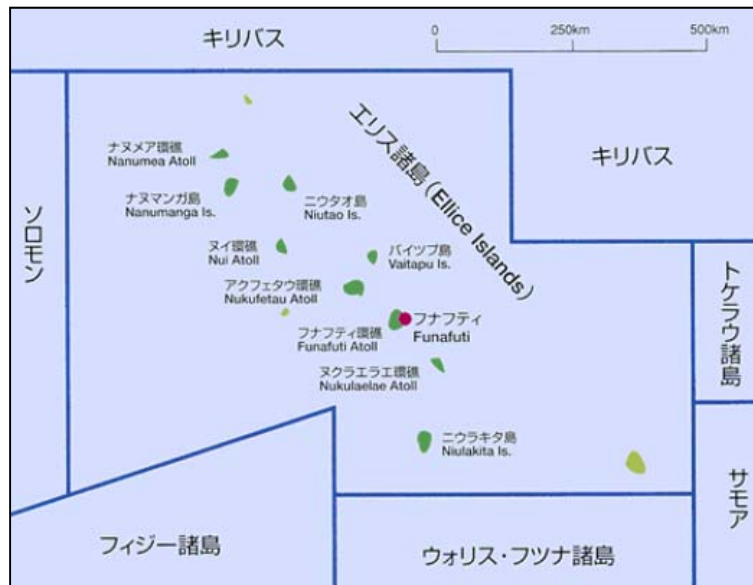 キリバス
0
250km
500km
エリス諸島 (Ellice Islands)
キリバス
ナヌメア環礁
Nanumea Atoll
ナヌマンガ島
Nanumanga Is.
ニウタオ島
Niutao Is.
ソロモン
ヌイ環礁
Nui Atoll
バイツプ島
Vaitapu Is.
トケラウ諸島
アクフェタウ環礁
Nukufetau Atoll
フナフティ環礁
Funafuti Atoll
フナフティ
Funafuti
ヌクラエラエ環礁
Nukulaelae Atoll
ニウラキタ島
Niulakita Is.
サモア
フィジー諸島
ウォリス・フツナ諸島